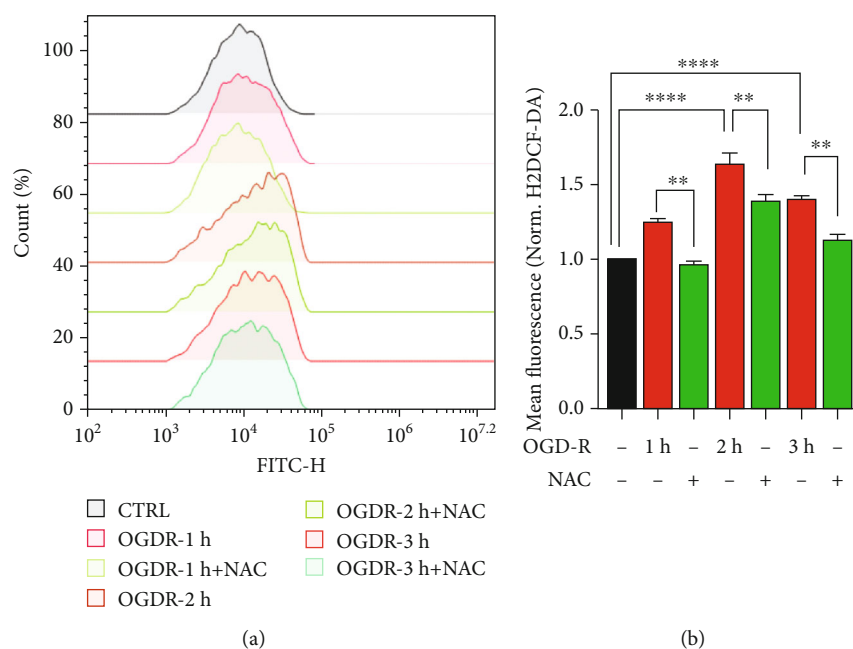 100
80
60
40
20
0
Count (%)
10^2 10^3 10^4 10^5 10^6 10^7.2
FITC-H
CTRL
OGDR-1 h
OGDR-1 h+NAC
OGDR-2 h
OGDR-2 h+NAC
OGDR-3 h
OGDR-3 h+NAC
(a)
****
**** **
** **
2.0
1.5
1.0
0.5
0.0
Mean fluorescence (Norm. H2DCF-DA)
OGD-R – 1 h – 2 h – 3 h –
NAC – – + – + – +
(b)